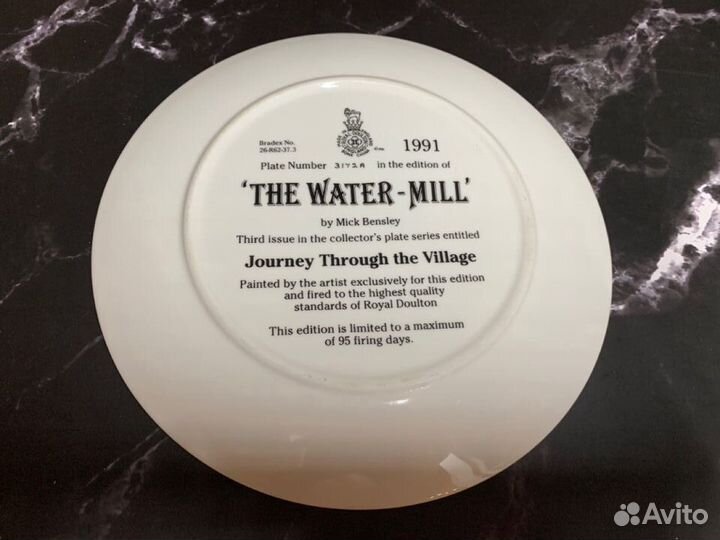 Bradex No.
26-R62-37.3
1991
Plate Number 3172A in the edition of
'THE WATER-MILL'
by Mick Bensley
Third issue in the collector's plate series entitled
Journey Through the Village
Painted by the artist exclusively for this edition
and fired to the highest quality
standards of Royal Doulton
This edition is limited to a maximum
of 95 firing days.
Avito